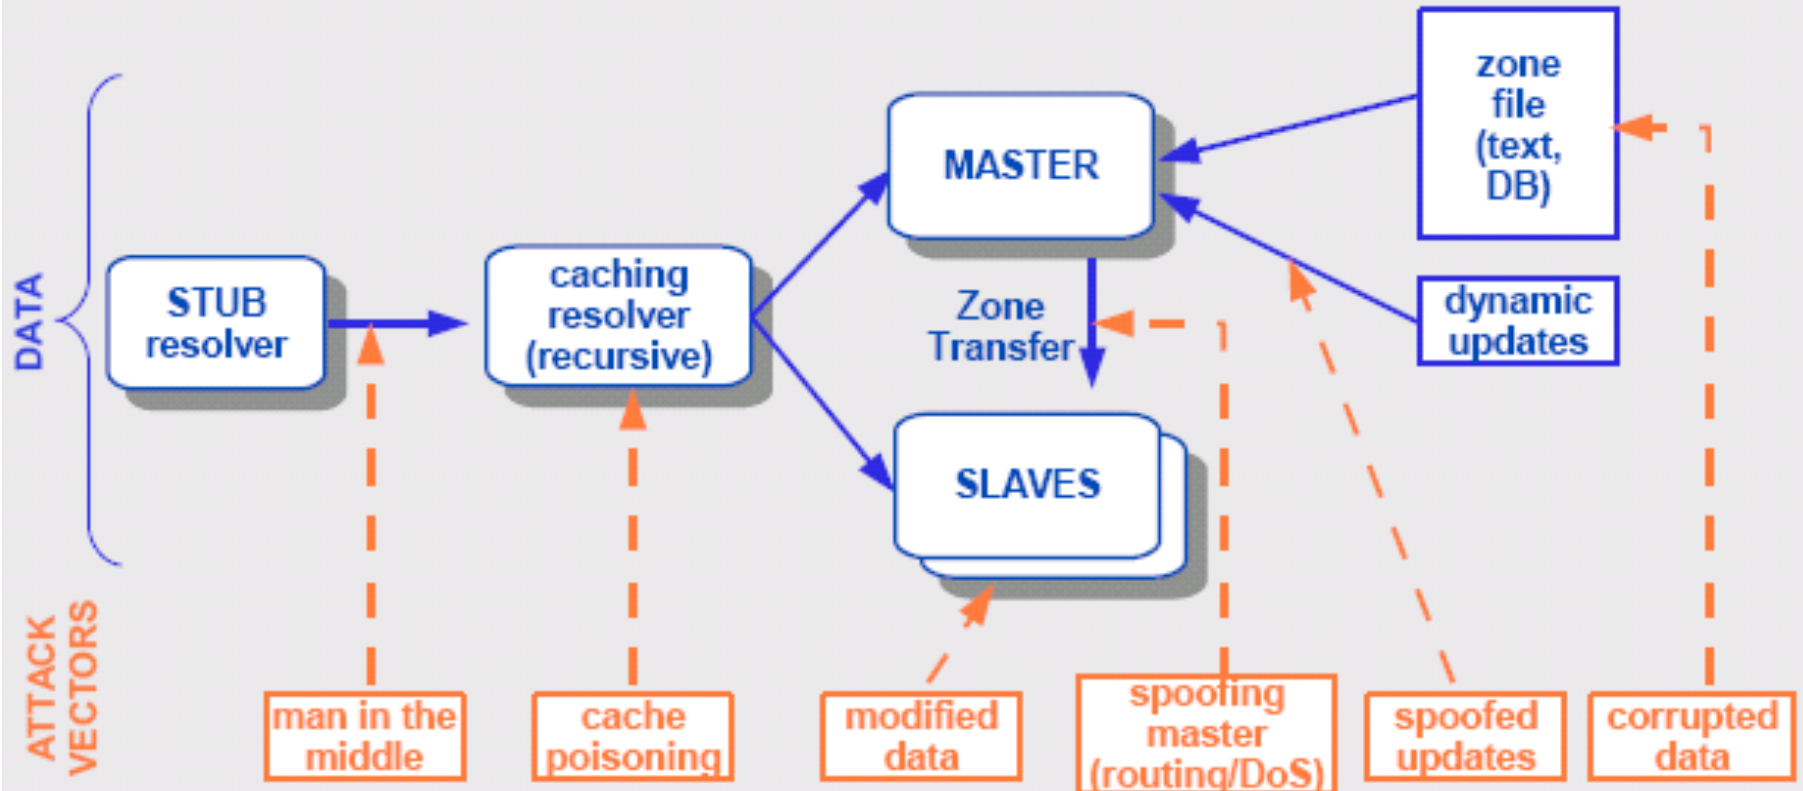 DATA
STUB
resolver
caching
resolver
(recursive)
MASTER
Zone
Transfer
SLAVES
zone
file
(text,
DB)
dynamic
updates
ATTACK
VECTORS
man in the
middle
cache
poisoning
modified
data
spoofing
master
(routing/DoS)
spoofed
updates
corrupted
data